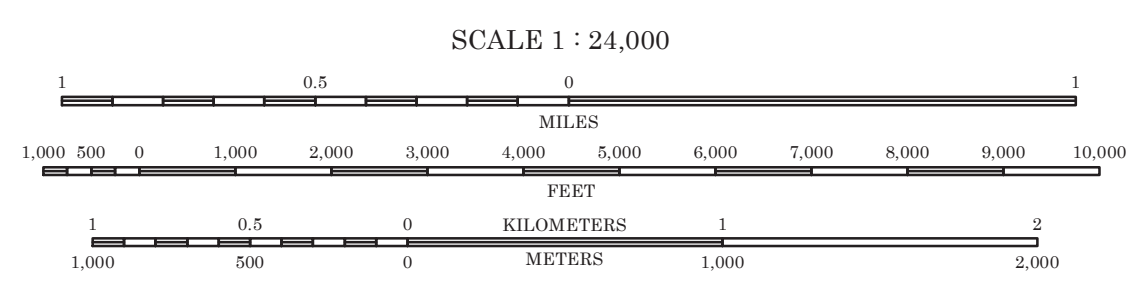 SCALE 1 : 24,000
1 0.5 0 1
MILES
1,000 500 0 1,000 2,000 3,000 4,000 5,000 6,000 7,000 8,000 9,000 10,000
FEET
1 0.5 0 KILOMETERS 1 2
1,000 500 0 METERS 1,000 2,000